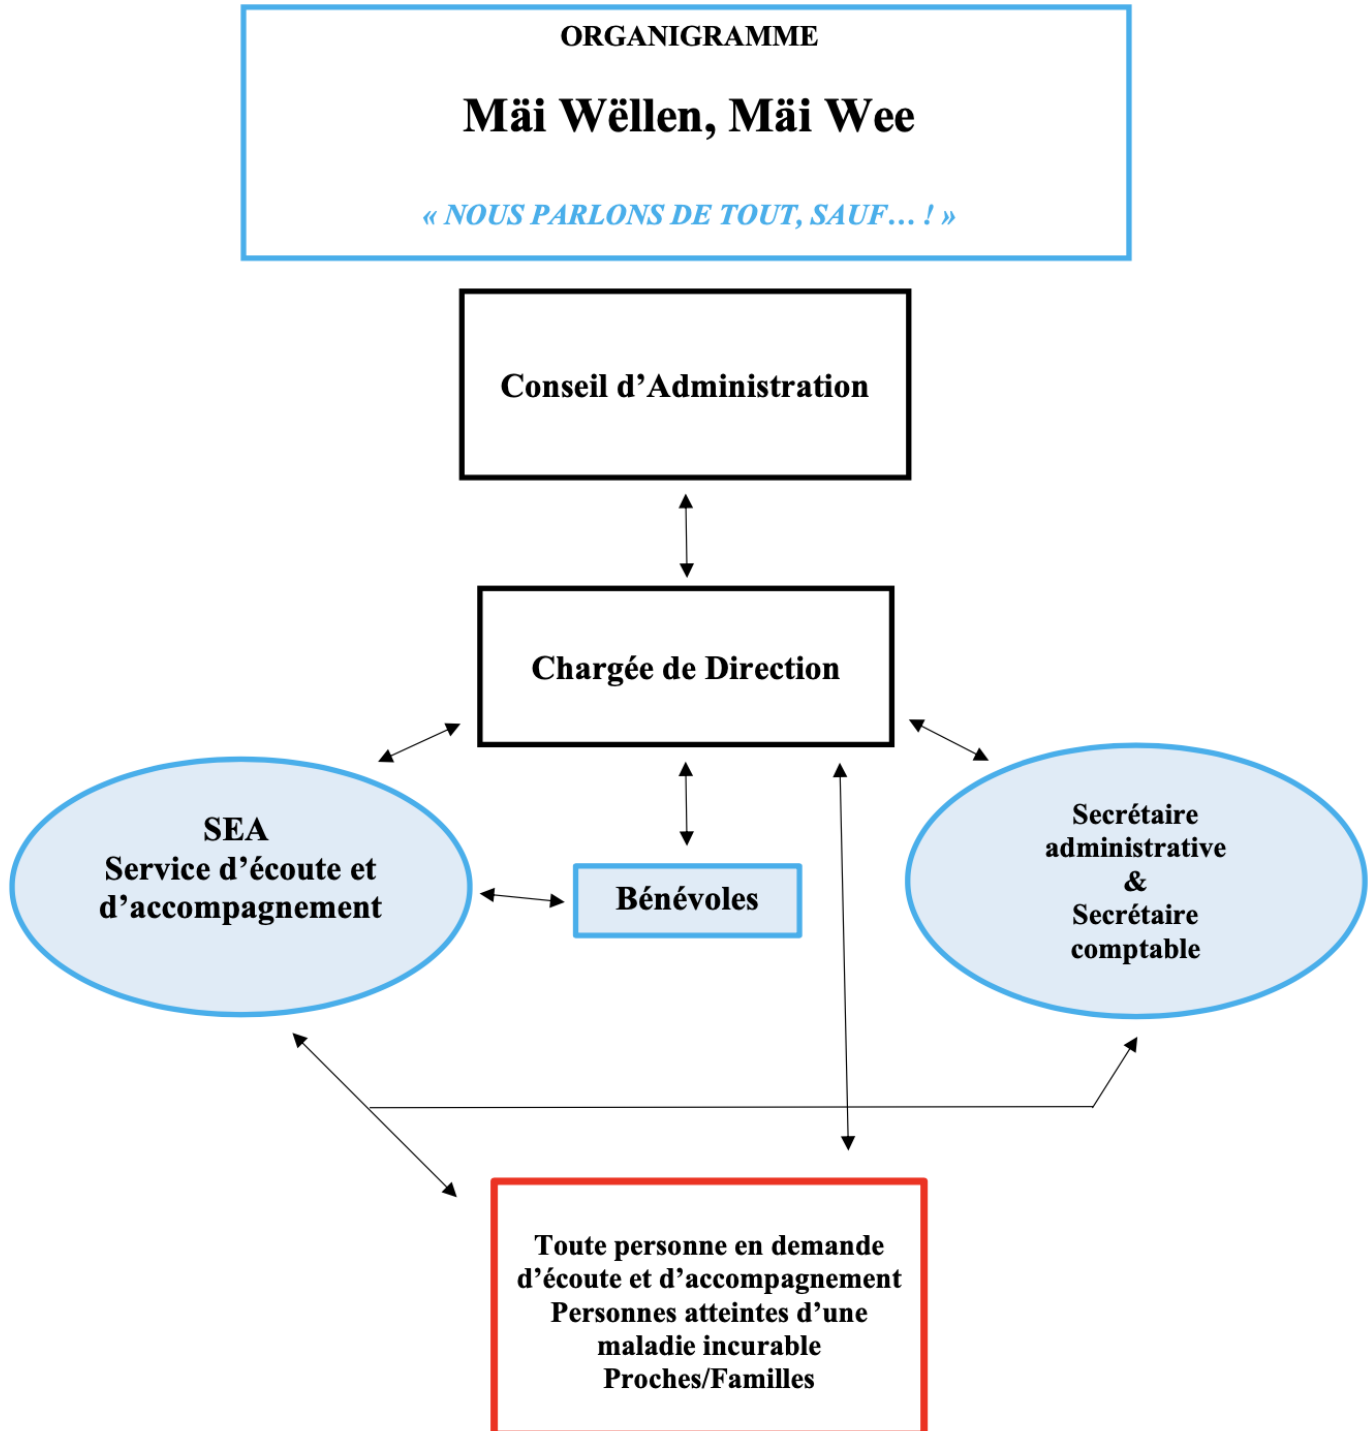 ORGANIGRAMME
Mäi Wëllen, Mäi Wee
« NOUS PARLONS DE TOUT, SAUF… ! »
Conseil d’Administration
Chargée de Direction
SEA
Service d’écoute et
d’accompagnement
Bénévoles
Secrétaire
administrative
&
Secrétaire
comptable
Toute personne en demande
d’écoute et d’accompagnement
Personnes atteintes d’une
maladie incurable
Proches/Familles